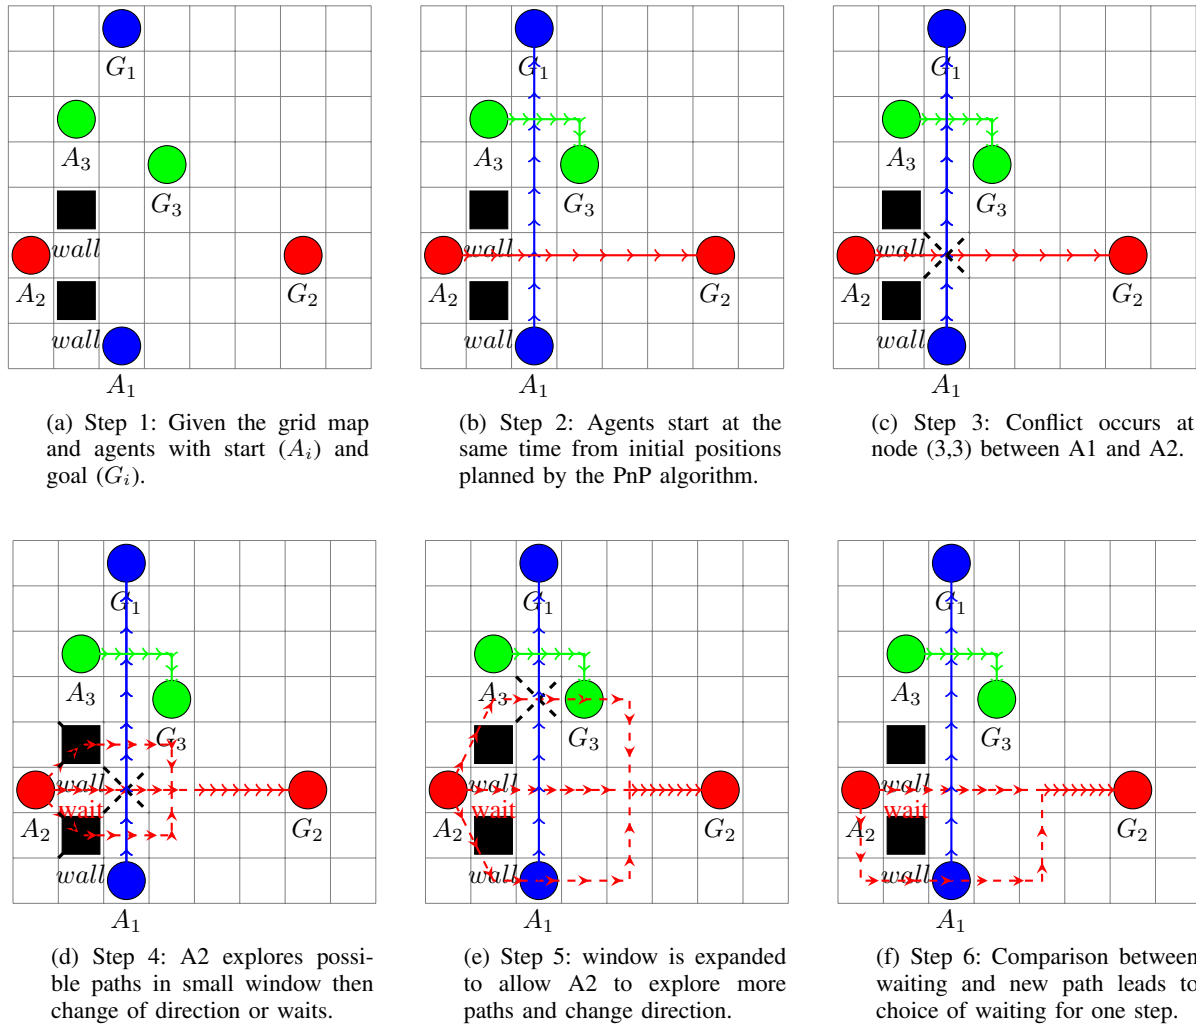 G1
A3
G3
wall
A2
G2
wall
A1
G1
A3
G3
wall
A2
G2
wall
A1
G1
A3
G3
wall
A2
G2
wall
A1
(a) Step 1: Given the grid map
and agents with start (Ai) and
goal (Gi).
(b) Step 2: Agents start at the
same time from initial positions
planned by the PnP algorithm.
(c) Step 3: Conflict occurs at
node (3,3) between A1 and A2.
G1
A3
G3
wall
wait
A2
G2
wall
A1
G1
A3
G3
wall
wait
A2
G2
wall
A1
G1
A3
G3
wall
wait
A2
G2
wall
A1
(d) Step 4: A2 explores possi-
ble paths in small window then
change of direction or waits.
(e) Step 5: window is expanded
to allow A2 to explore more
paths and change direction.
(f) Step 6: Comparison between
waiting and new path leads to
choice of waiting for one step.